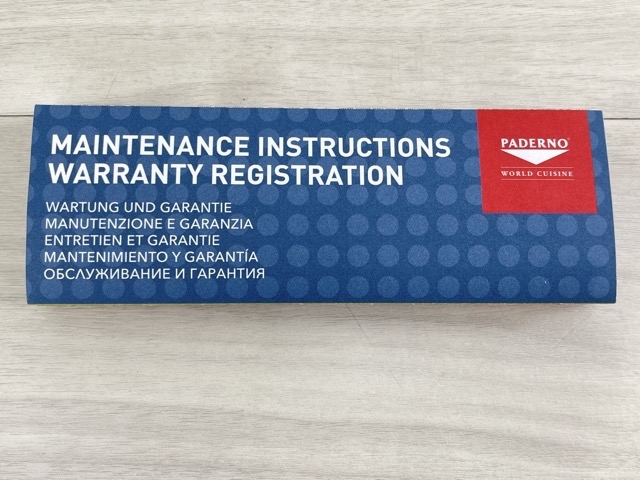 MAINTENANCE INSTRUCTIONS
WARRANTY REGISTRATION
WARTUNG UND GARANTIE
MANUTENZIONE E GARANZIA
ENTRETIEN ET GARANTIE
MANTENIMIENTO Y GARANTÍA
ОБСЛУЖИВАНИЕ И ГАРАНТИЯ
PADERNO
WORLD CUISINE